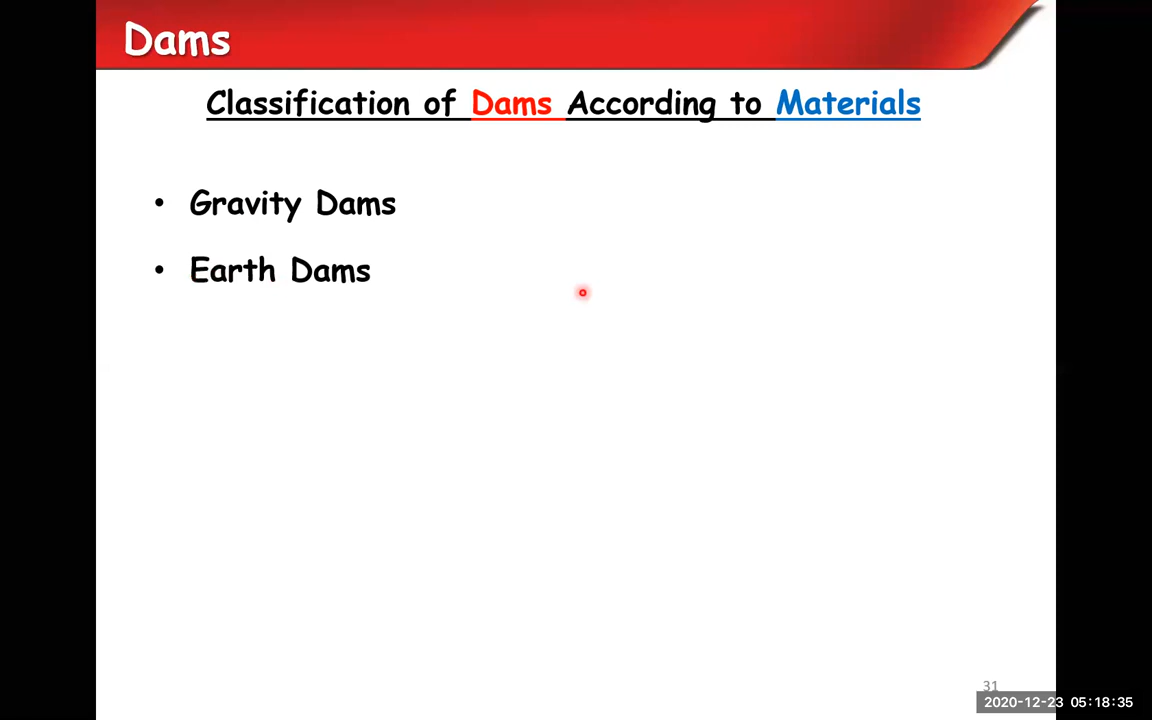 Dams
Classification of Dams According to Materials
• Gravity Dams
• Earth Dams
31
2020-12-23 05:18:35